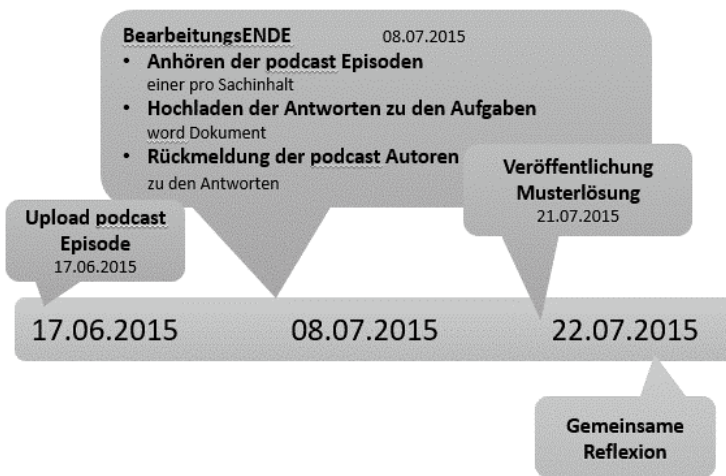 BearbeitungsENDE 08.07.2015
• Anhören der podcast Episoden
einer pro Sachinhalt
• Hochladen der Antworten zu den Aufgaben
word Dokument
• Rückmeldung der podcast Autoren
zu den Antworten
Veröffentlichung
Musterlösung
21.07.2015
Upload podcast
Episode
17.06.2015
17.06.2015 08.07.2015 22.07.2015
Gemeinsame
Reflexion